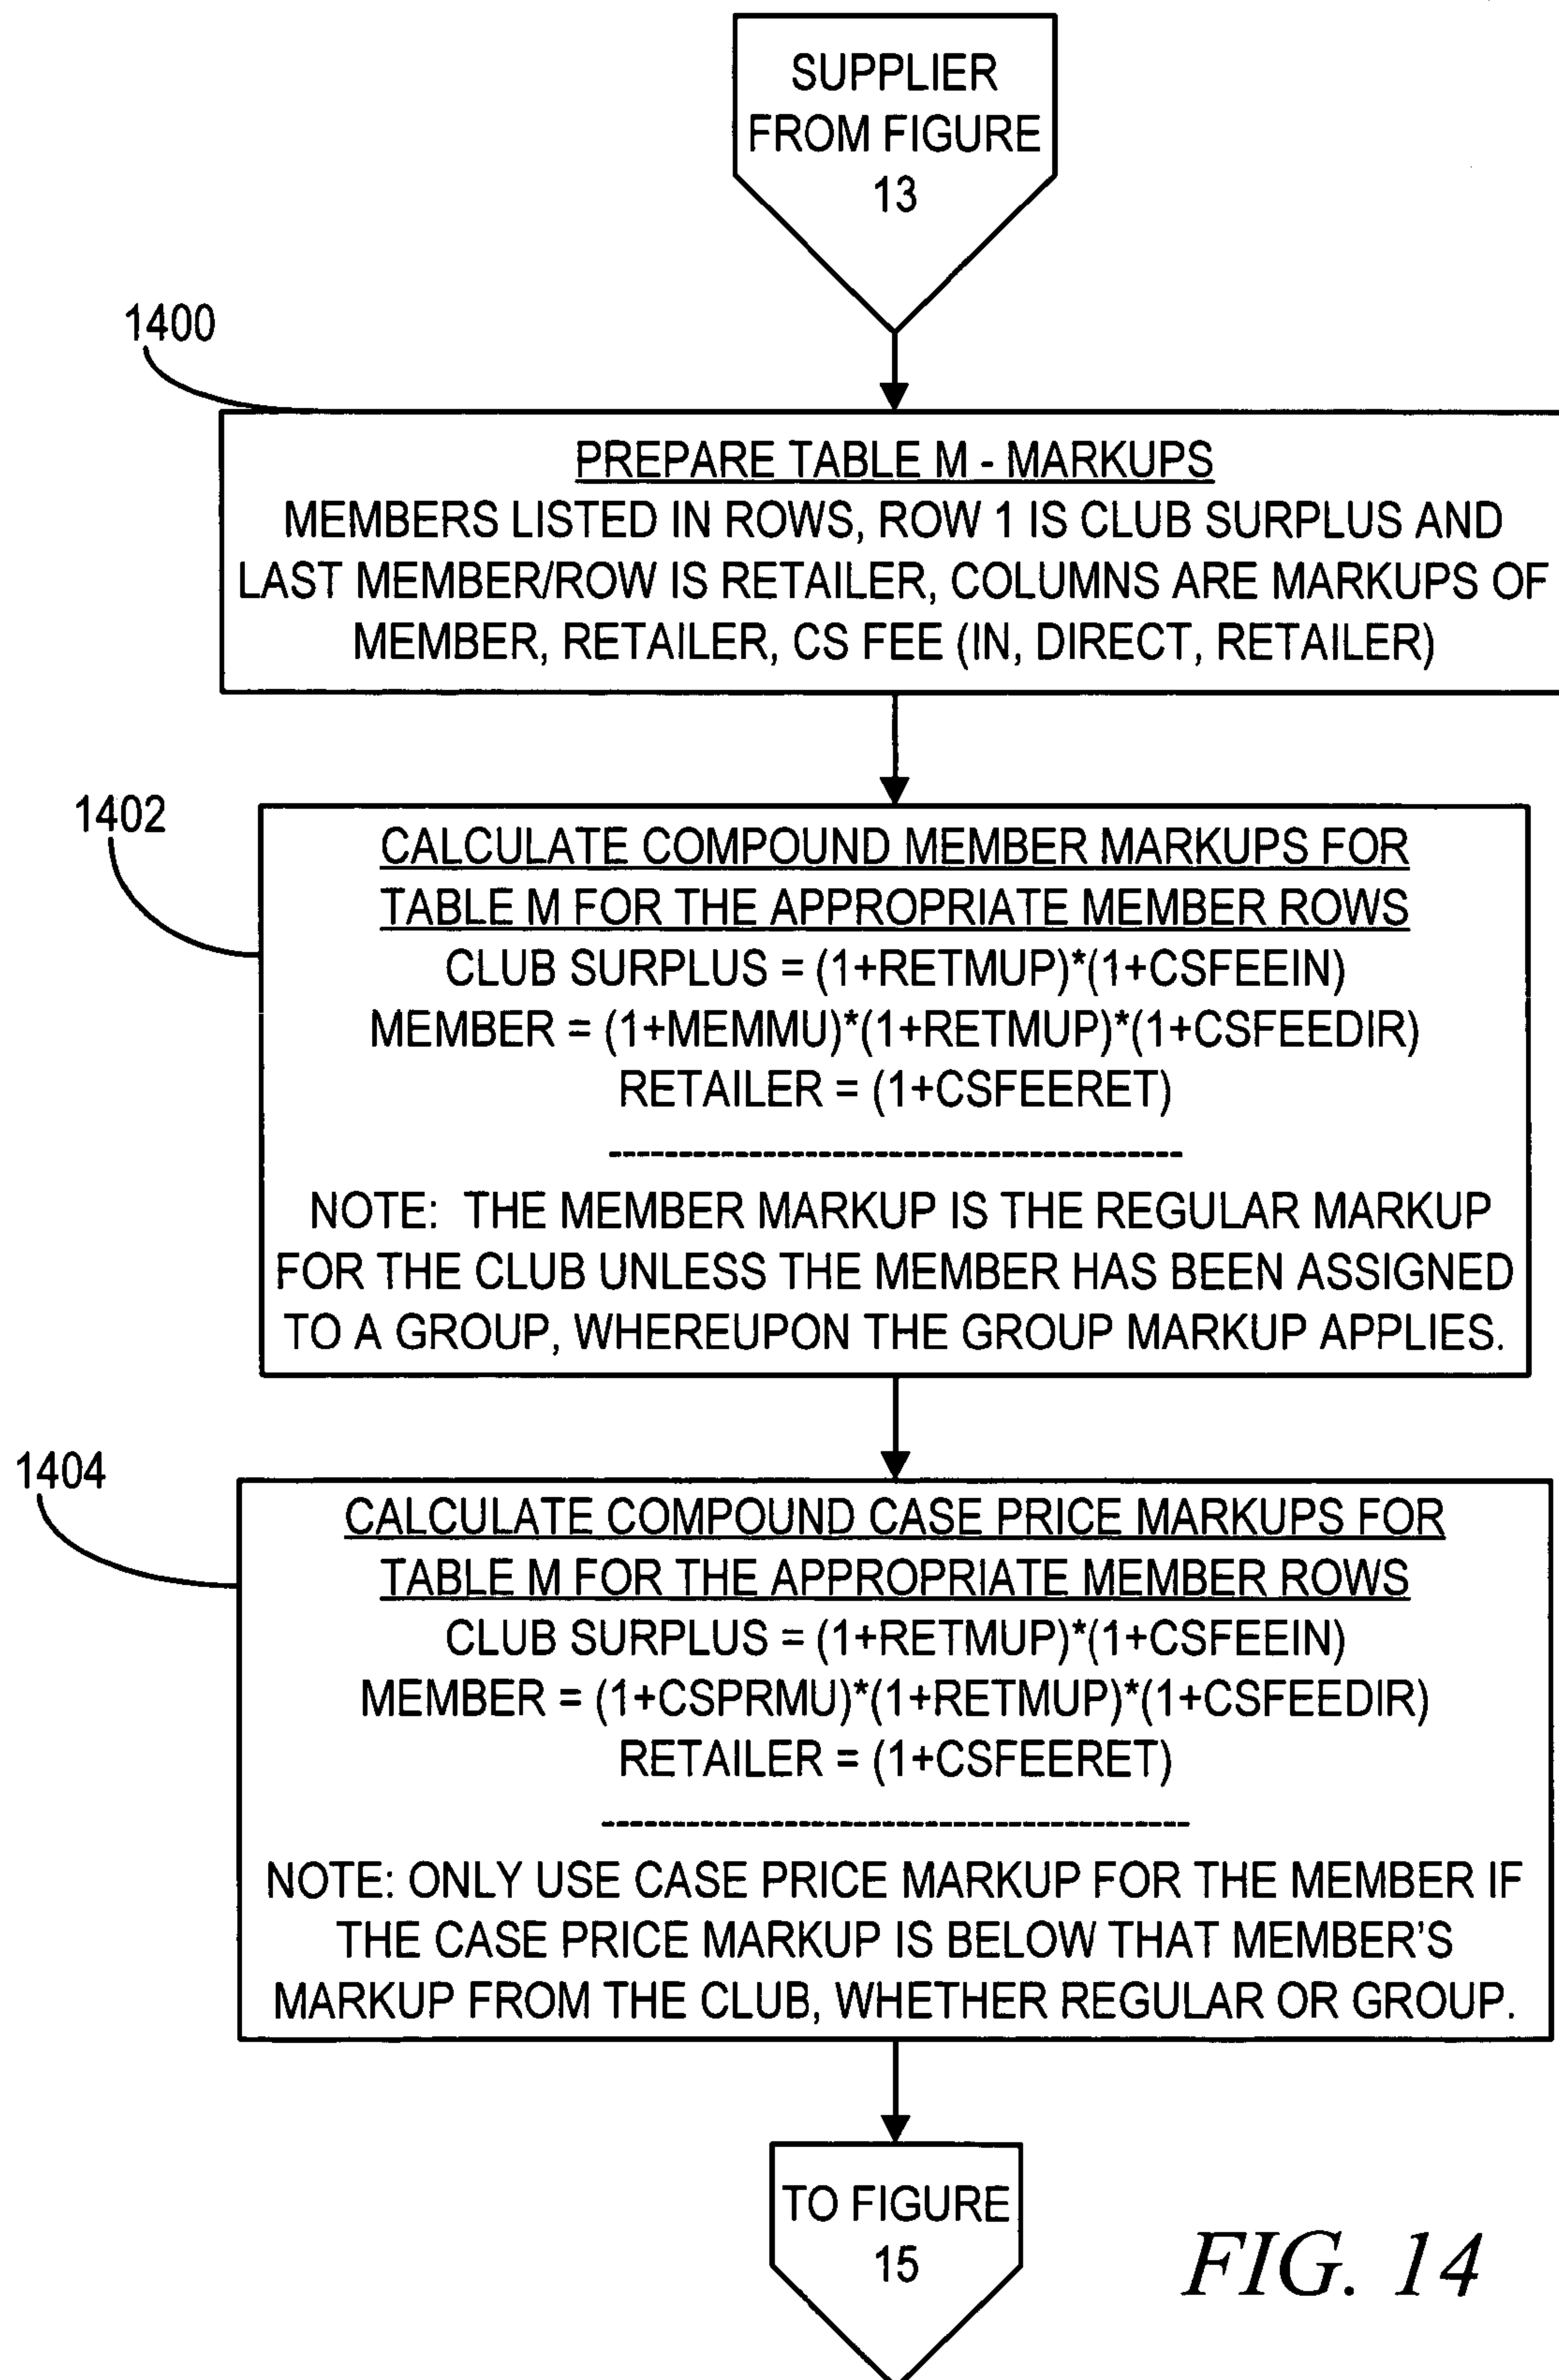 SUPPLIER
FROM FIGURE
13
1400
PREPARE TABLE M - MARKUPS
MEMBERS LISTED IN ROWS, ROW 1 IS CLUB SURPLUS AND
LAST MEMBER/ROW IS RETAILER, COLUMNS ARE MARKUPS OF
MEMBER, RETAILER, CS FEE (IN, DIRECT, RETAILER)
1402
CALCULATE COMPOUND MEMBER MARKUPS FOR
TABLE M FOR THE APPROPRIATE MEMBER ROWS
CLUB SURPLUS = (1+RETMUP)*(1+CSFEEIN)
MEMBER = (1+MEMMU)*(1+RETMUP)*(1+CSFEEDIR)
RETAILER = (1+CSFEERET)
-----------------------------------------
NOTE: THE MEMBER MARKUP IS THE REGULAR MARKUP
FOR THE CLUB UNLESS THE MEMBER HAS BEEN ASSIGNED
TO A GROUP, WHEREUPON THE GROUP MARKUP APPLIES.
1404
CALCULATE COMPOUND CASE PRICE MARKUPS FOR
TABLE M FOR THE APPROPRIATE MEMBER ROWS
CLUB SURPLUS = (1+RETMUP)*(1+CSFEEIN)
MEMBER = (1+CSPRMU)*(1+RETMUP)*(1+CSFEEDIR)
RETAILER = (1+CSFEERET)
------------------------------------------
NOTE: ONLY USE CASE PRICE MARKUP FOR THE MEMBER IF
THE CASE PRICE MARKUP IS BELOW THAT MEMBER'S
MARKUP FROM THE CLUB, WHETHER REGULAR OR GROUP.
TO FIGURE
15
FIG. 14